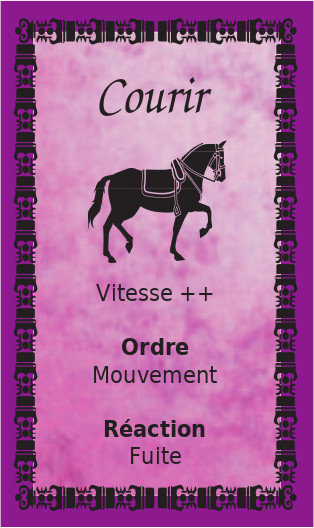 Courir
Vitesse ++
Ordre
Mouvement
Réaction
Fuite